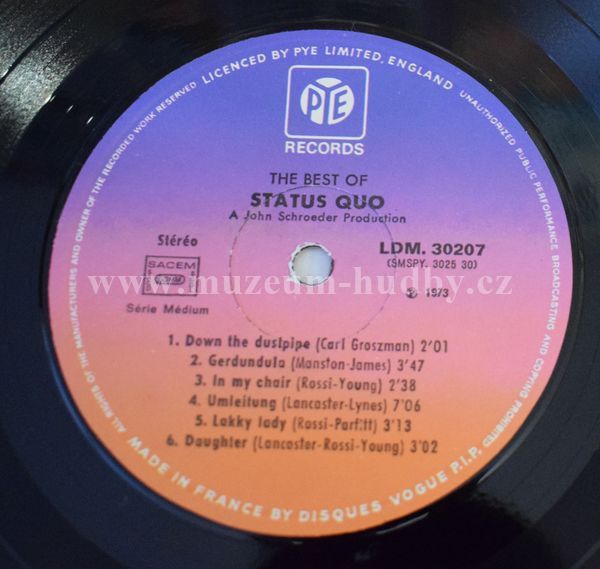 LICENCED BY PYE LIMITED, ENGLAND
UNAUTHORIZED PUBLIC PERFORMANCE BROADCASTING AND COPYING PROHIBITED
ALL RIGHTS OF THE MANUFACTURERS AND OWNER OF THE RECORDED WORK RESERVED
PYE
RECORDS
THE BEST OF
STATUS QUO
A John Schroeder Production
Stéréo
LDM. 30207
SACEM
(SMSPY. 3025 30)
www.muzeum-hudby.cz
℗ 1973
Série Médium
1. Down the dustpipe (Carl Groszman) 2'01
2. Gerdundula (Manston-James) 3'47
3. In my chair (Rossi-Young) 2'38
4. Umleitung (Lancaster-Lynes) 7'06
5. Lakky lady (Rossi-Parfitt) 3'13
6. Daughter (Lancaster-Rossi-Young) 3'02
MADE IN FRANCE BY DISQUES VOGUE P.I.P.